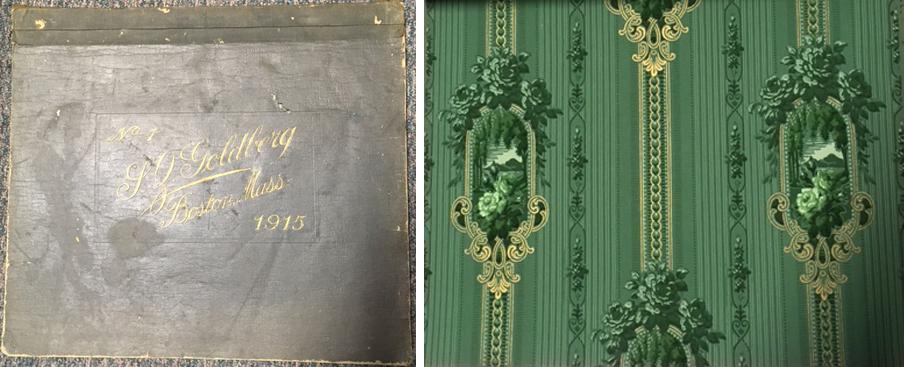 No 1
S. J. Goldberg
Boston, Mass.
1915